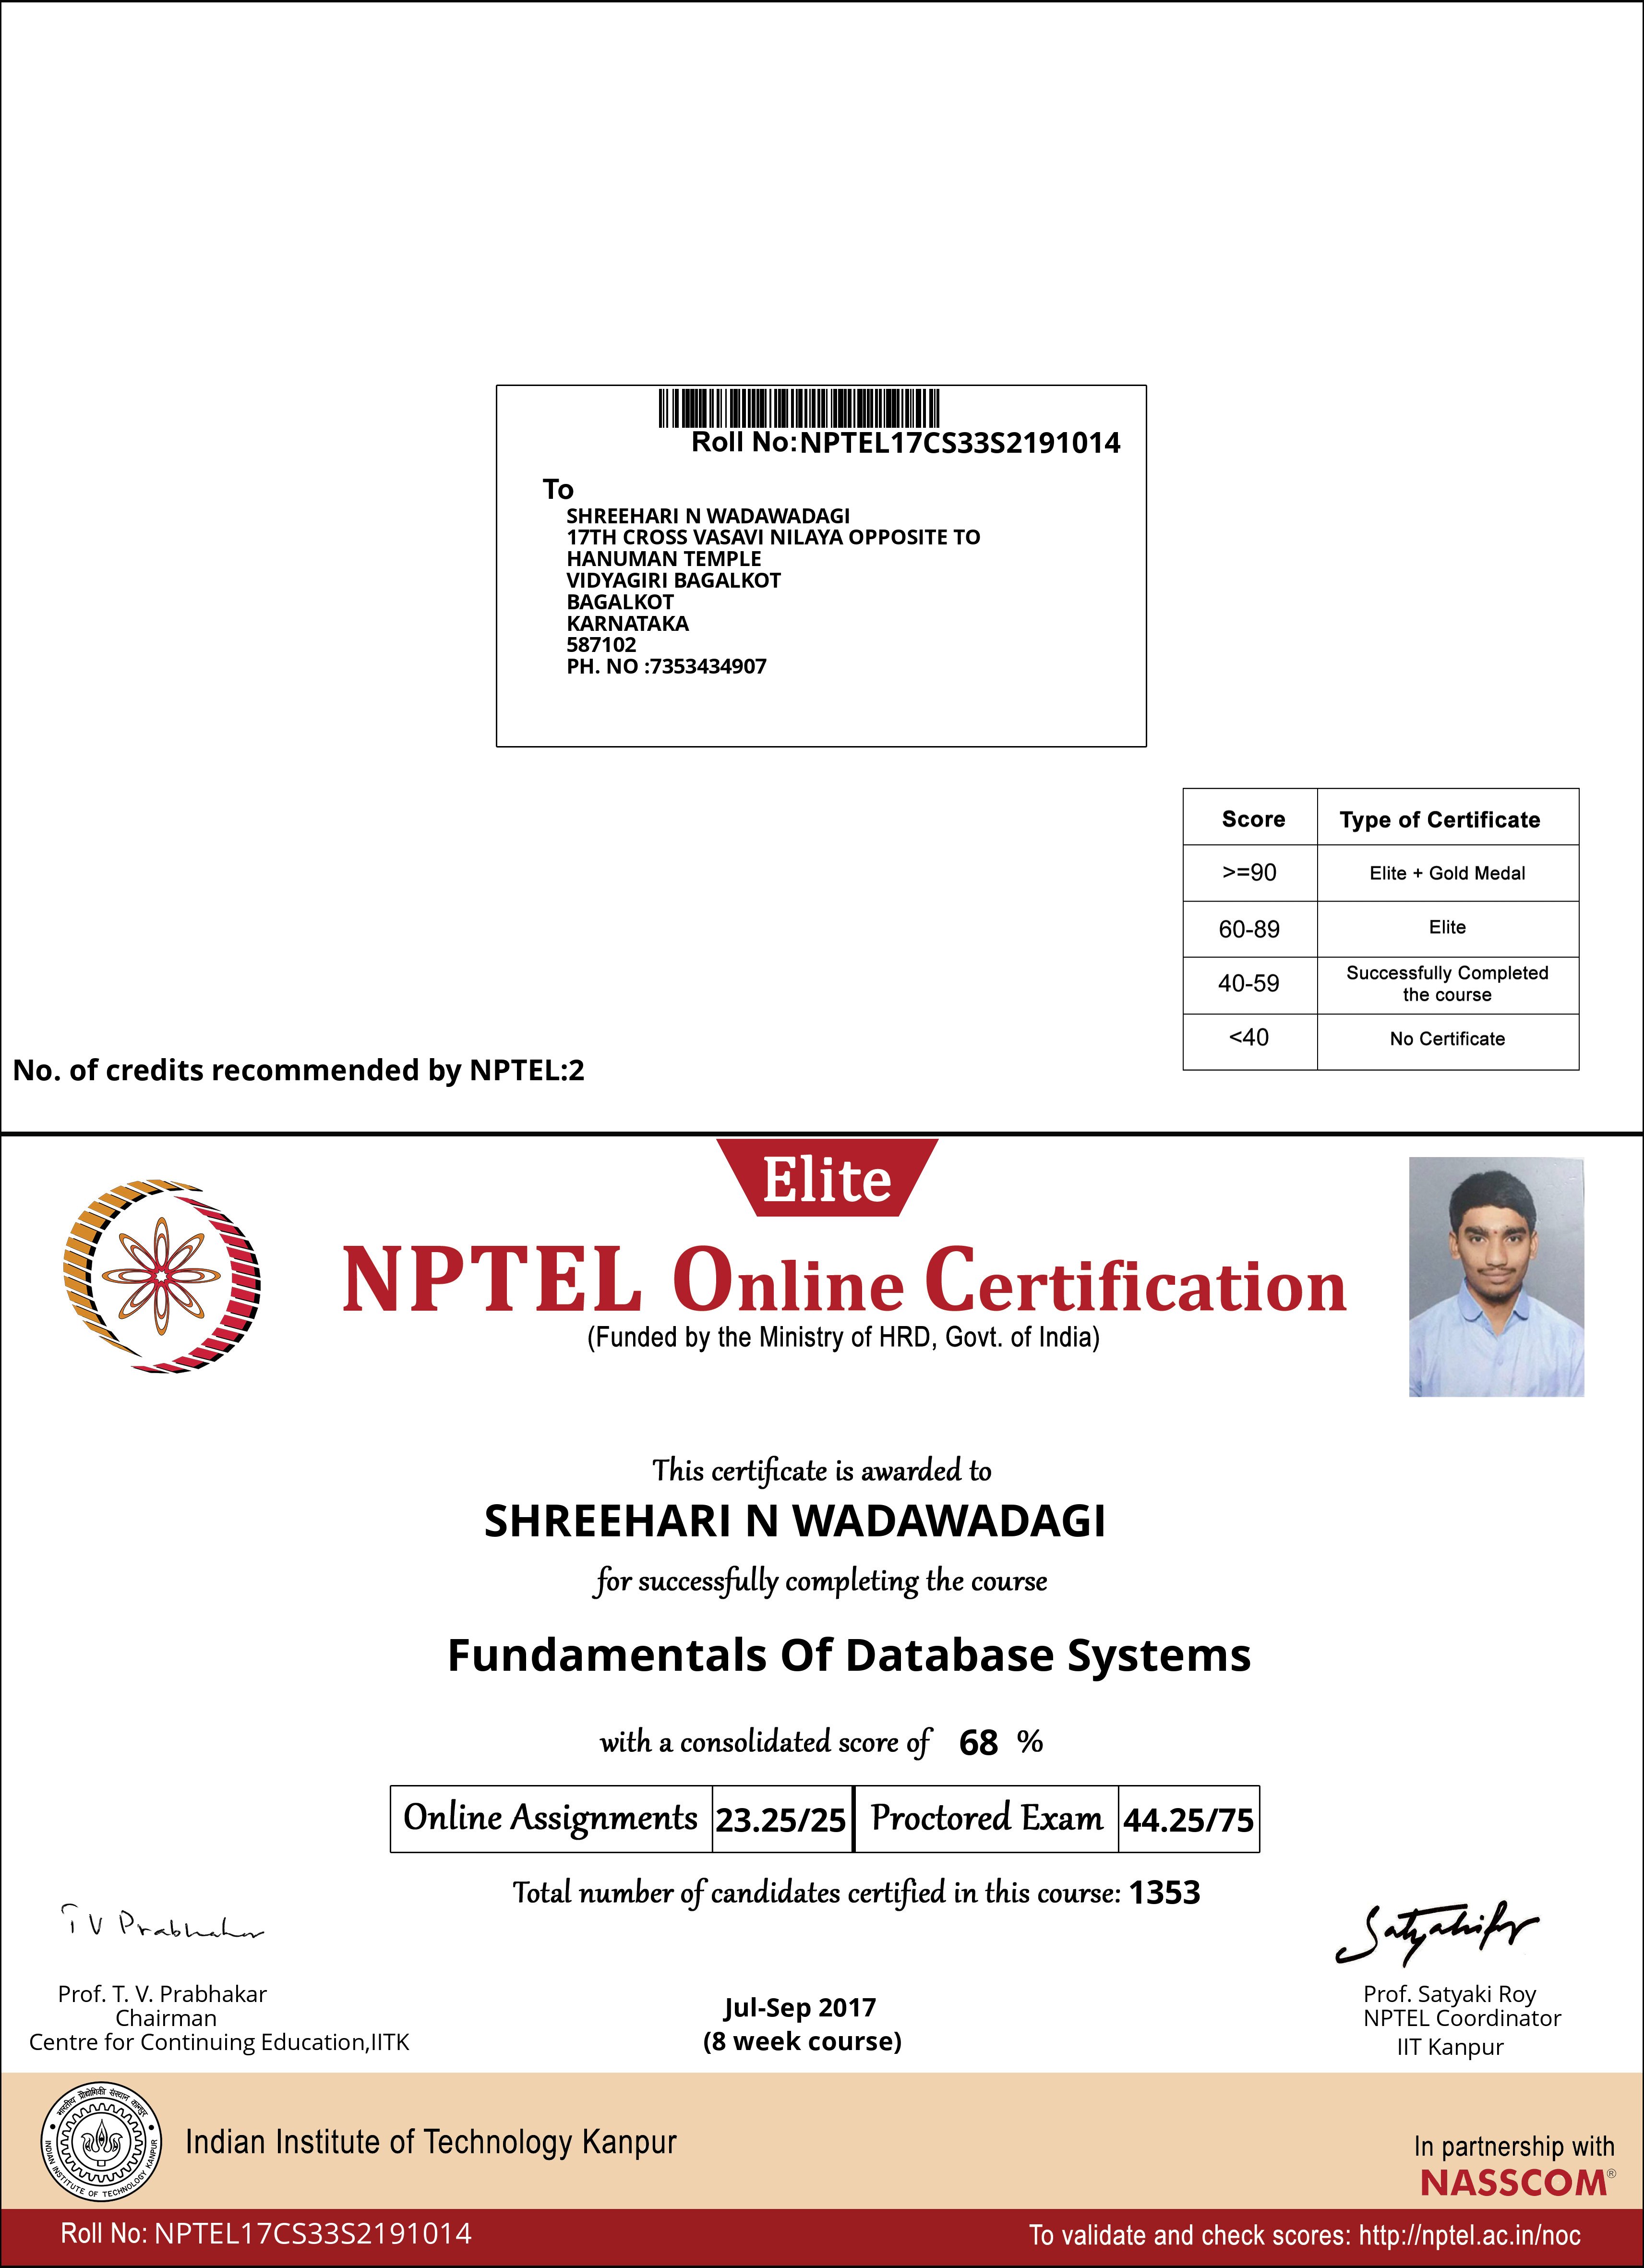 Roll No:NPTEL17CS33S2191014
To
SHREEHARI N WADAWADAGI
17TH CROSS VASAVI NILAYA OPPOSITE TO
HANUMAN TEMPLE
VIDYAGIRI BAGALKOT
BAGALKOT
KARNATAKA
587102
PH. NO :7353434907
Score Type of Certificate
>=90 Elite + Gold Medal
60-89 Elite
40-59 Successfully Completed
the course
<40 No Certificate
No. of credits recommended by NPTEL:2
Elite
NPTEL Online Certification
(Funded by the Ministry of HRD, Govt. of India)
This certificate is awarded to
SHREEHARI N WADAWADAGI
for successfully completing the course
Fundamentals Of Database Systems
with a consolidated score of 68 %
Online Assignments 23.25/25 Proctored Exam 44.25/75
Total number of candidates certified in this course: 1353
T V Prabhakar
Prof. T. V. Prabhakar
Chairman
Centre for Continuing Education,IITK
Jul-Sep 2017
(8 week course)
Prof. Satyaki Roy
NPTEL Coordinator
IIT Kanpur
भारतीय प्रौद्योगिकी संस्थान कानपुर
INDIAN INSTITUTE OF TECHNOLOGY KANPUR
Indian Institute of Technology Kanpur
In partnership with
NASSCOM®
Roll No: NPTEL17CS33S2191014
To validate and check scores: http://nptel.ac.in/noc